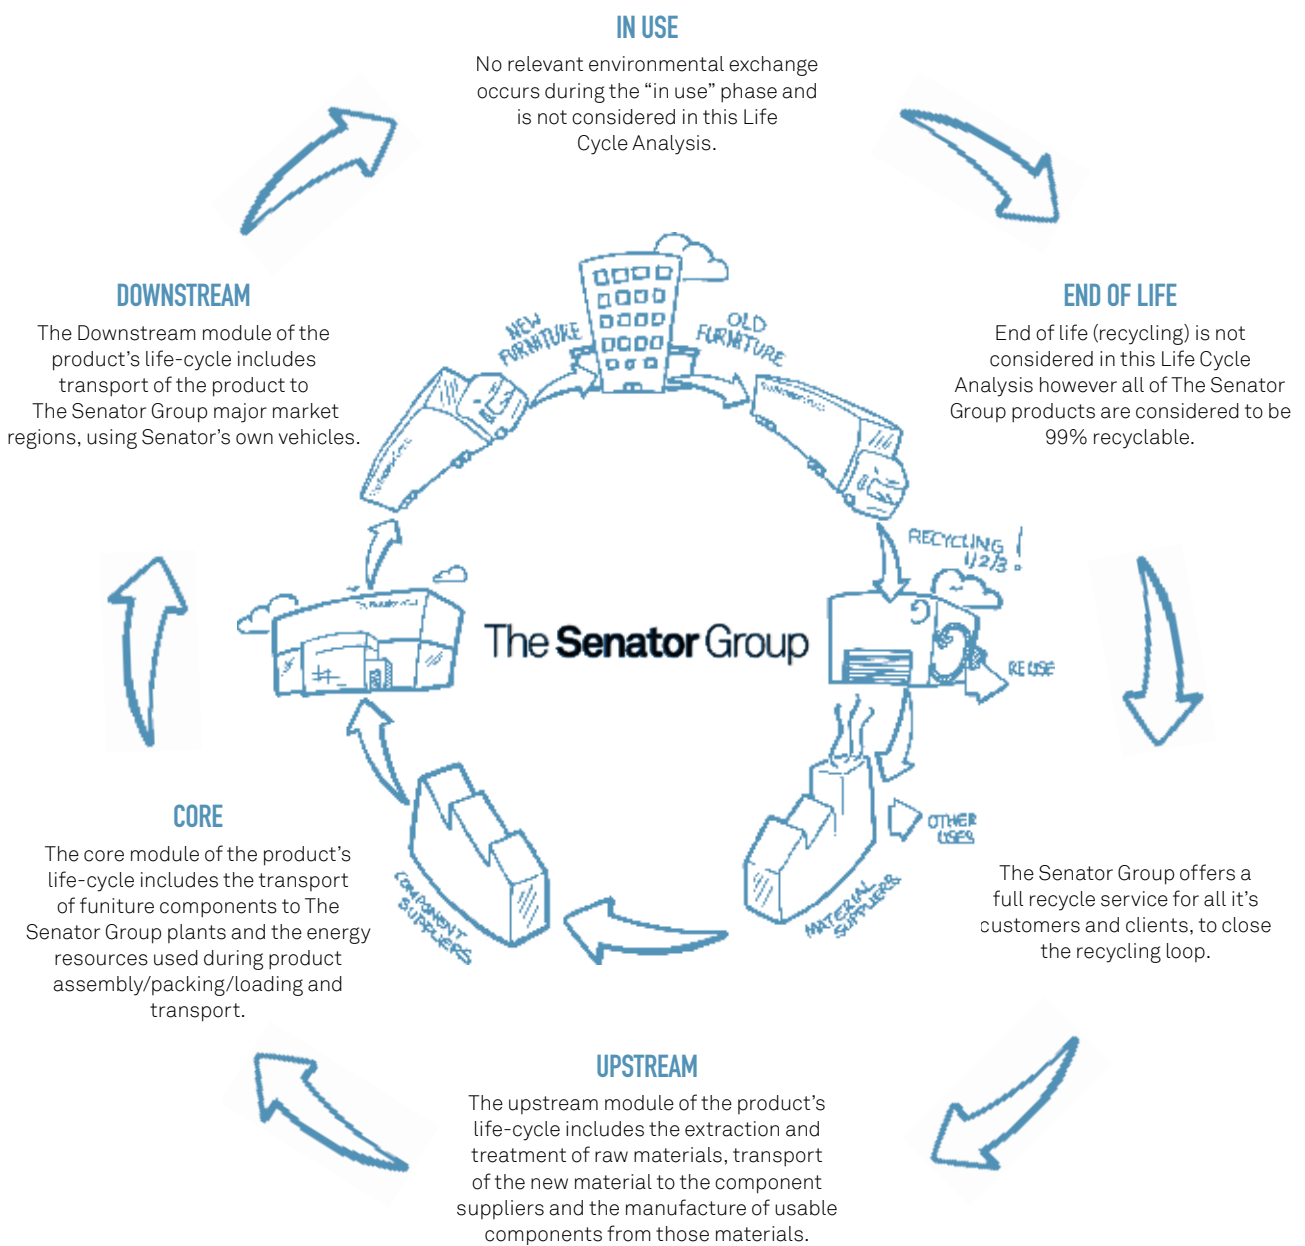 IN USE
No relevant environmental exchange
occurs during the “in use” phase and
is not considered in this Life
Cycle Analysis.
DOWNSTREAM
The Downstream module of the
product’s life-cycle includes
transport of the product to
The Senator Group major market
regions, using Senator’s own vehicles.
END OF LIFE
End of life (recycling) is not
considered in this Life Cycle
Analysis however all of The Senator
Group products are considered to be
99% recyclable.
NEW
FURNITURE
OLD
FURNITURE
RECYCLING
1/2/3!
The Senator Group
RE USE
OTHER
USES
MATERIAL
SUPPLIERS
COMPONENT
SUPPLIERS
CORE
The core module of the product’s
life-cycle includes the transport
of funiture components to The
Senator Group plants and the energy
resources used during product
assembly/packing/loading and
transport.
The Senator Group offers a
full recycle service for all it’s
customers and clients, to close
the recycling loop.
UPSTREAM
The upstream module of the product’s
life-cycle includes the extraction and
treatment of raw materials, transport
of the new material to the component
suppliers and the manufacture of usable
components from those materials.